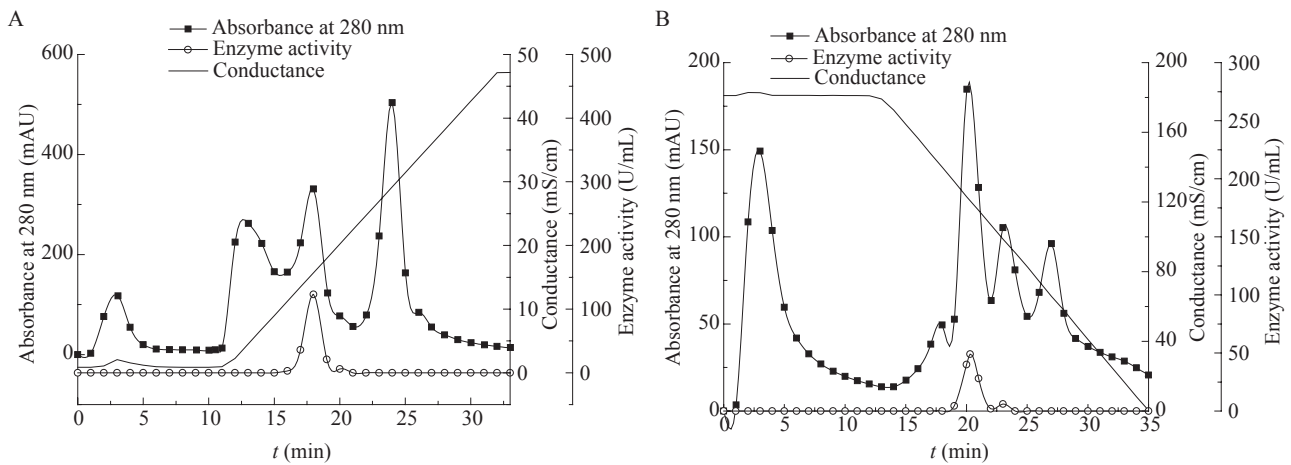 A
Absorbance at 280 nm
Enzyme activity
Conductance
600
400
200
0
Absorbance at 280 nm (mAU)
50
40
30
20
10
0
Conductance (mS/cm)
500
400
300
200
100
0
Enzyme activity (U/mL)
0 5 10 15 20 25 30
t (min)
B
Absorbance at 280 nm
Enzyme activity
Conductance
200
150
100
50
0
Absorbance at 280 nm (mAU)
200
160
120
80
40
0
Conductance (mS/cm)
300
250
200
150
100
50
0
Enzyme activity (U/mL)
0 5 10 15 20 25 30 35
t (min)